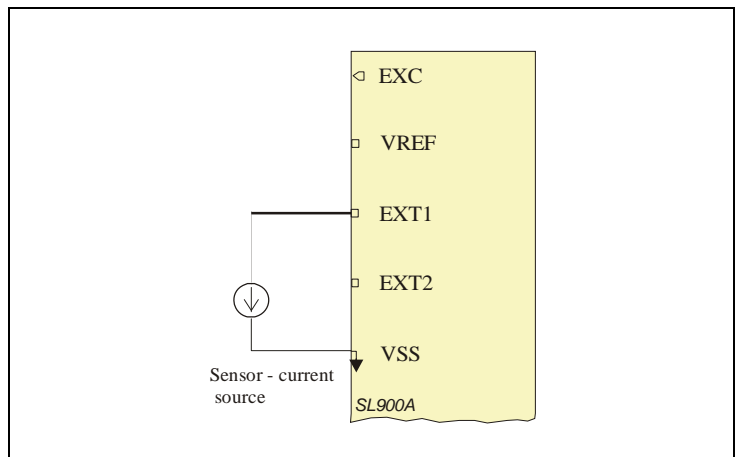 EXC
VREF
EXT1
EXT2
VSS
Sensor - current
source
SL900A